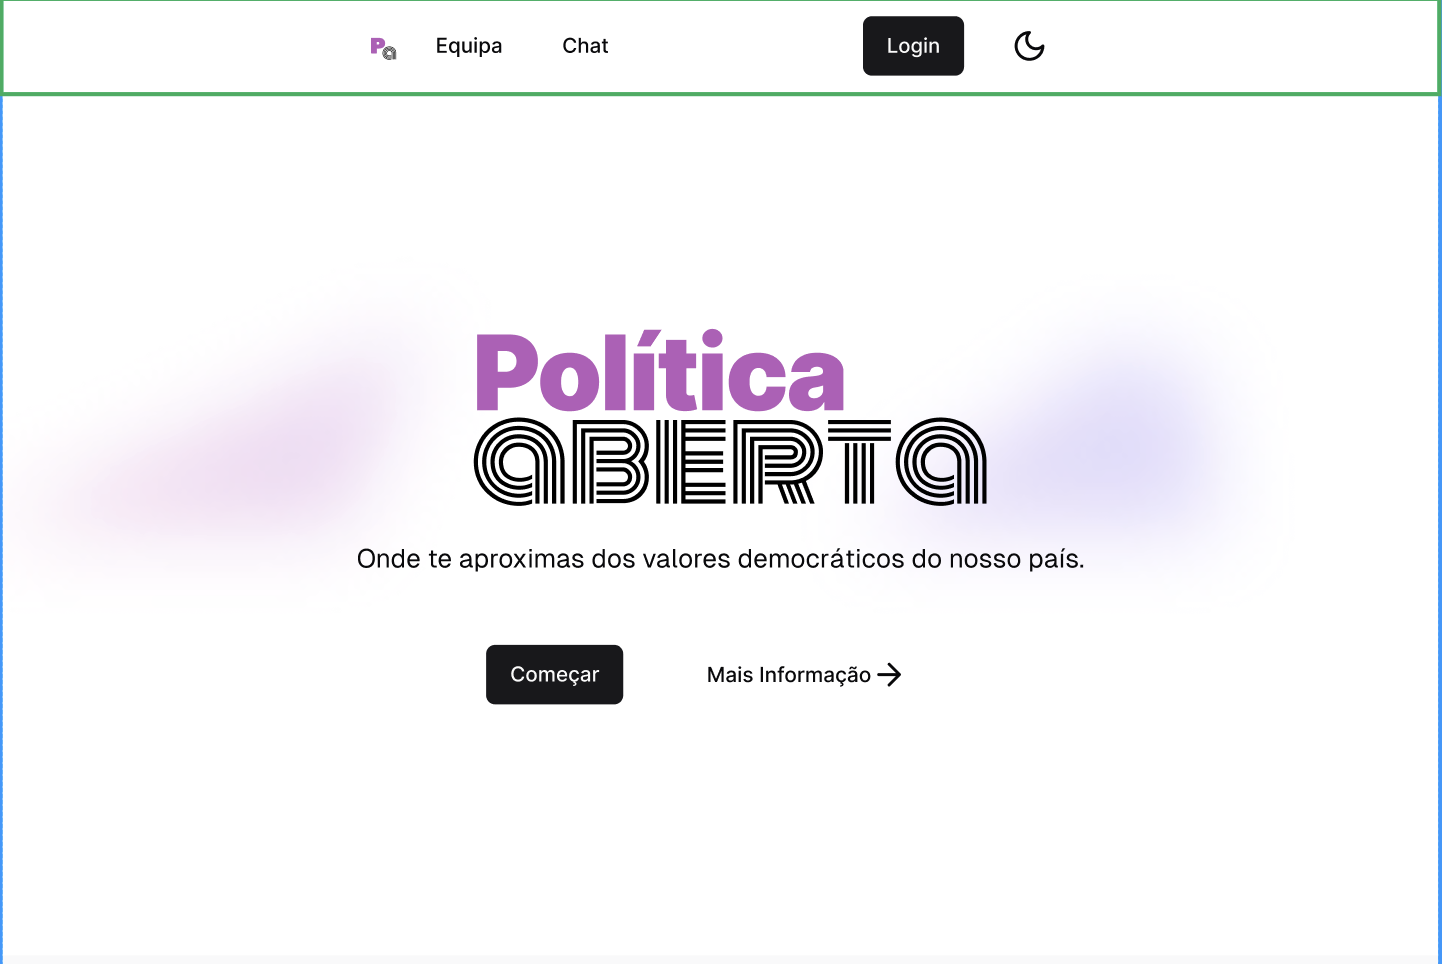 Pa Equipa Chat Login
Política
aBERTa
Onde te aproximas dos valores democráticos do nosso país.
Começar Mais Informação